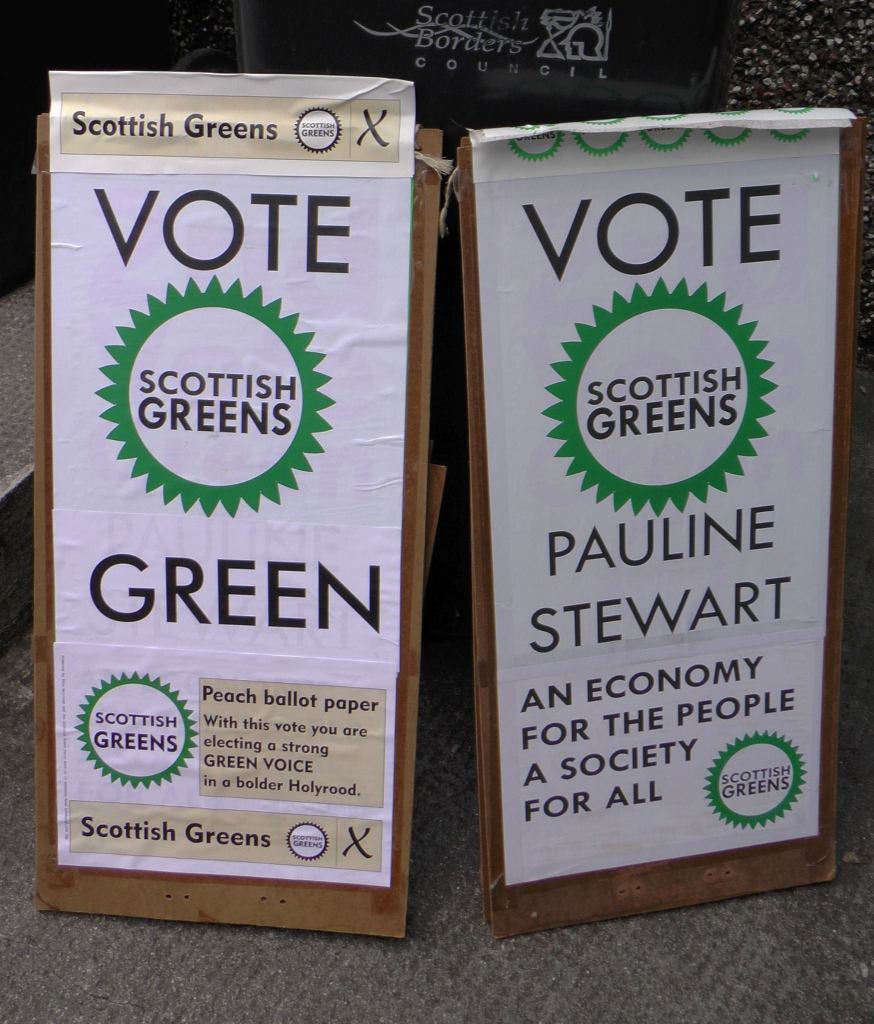 Scottish
Borders
COUNCIL
Scottish Greens SCOTTISH GREENS X
VOTE
SCOTTISH
GREENS
GREEN
SCOTTISH
GREENS
Peach ballot paper
With this vote you are
electing a strong
GREEN VOICE
in a bolder Holyrood.
Scottish Greens SCOTTISH GREENS X
GREENS GREENS
VOTE
SCOTTISH
GREENS
PAULINE
STEWART
AN ECONOMY
FOR THE PEOPLE
A SOCIETY
FOR ALL
SCOTTISH
GREENS